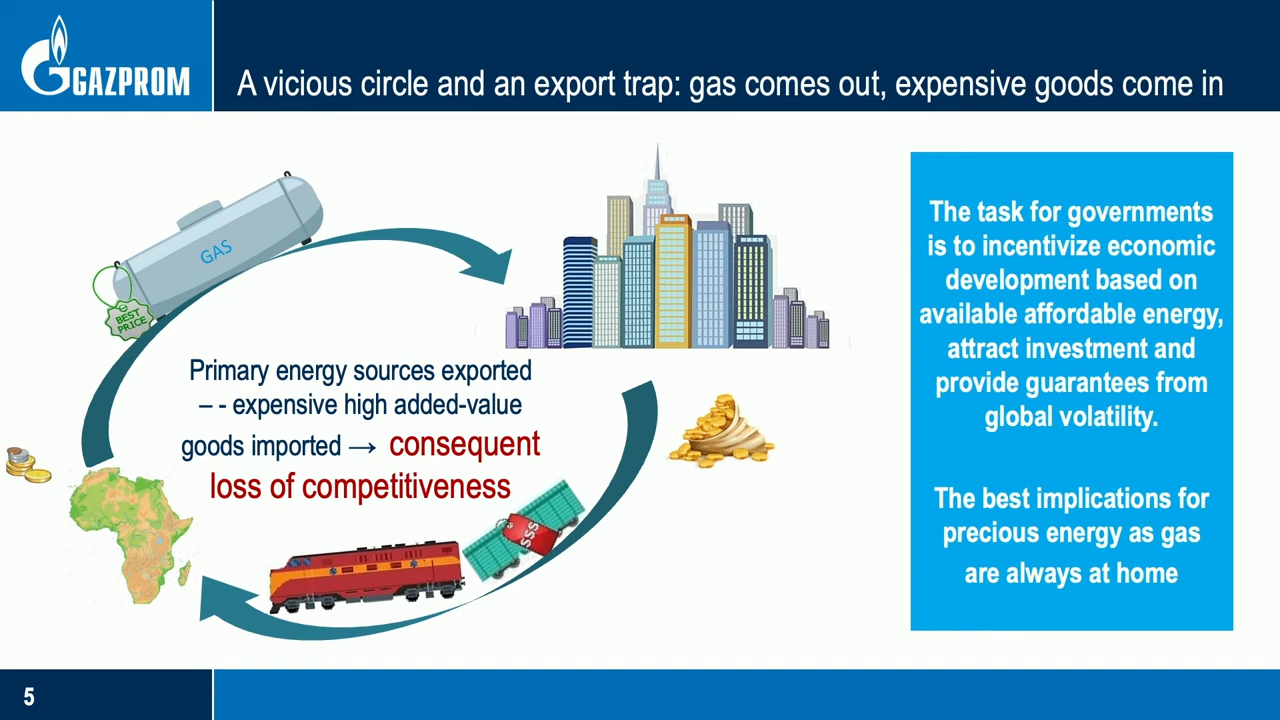 GAZPROM
A vicious circle and an export trap: gas comes out, expensive goods come in
GAS
BEST
PRICE
Primary energy sources exported
– - expensive high added-value
goods imported → consequent
loss of competitiveness
$$$
The task for governments
is to incentivize economic
development based on
available affordable energy,
attract investment and
provide guarantees from
global volatility.
The best implications for
precious energy as gas
are always at home
5